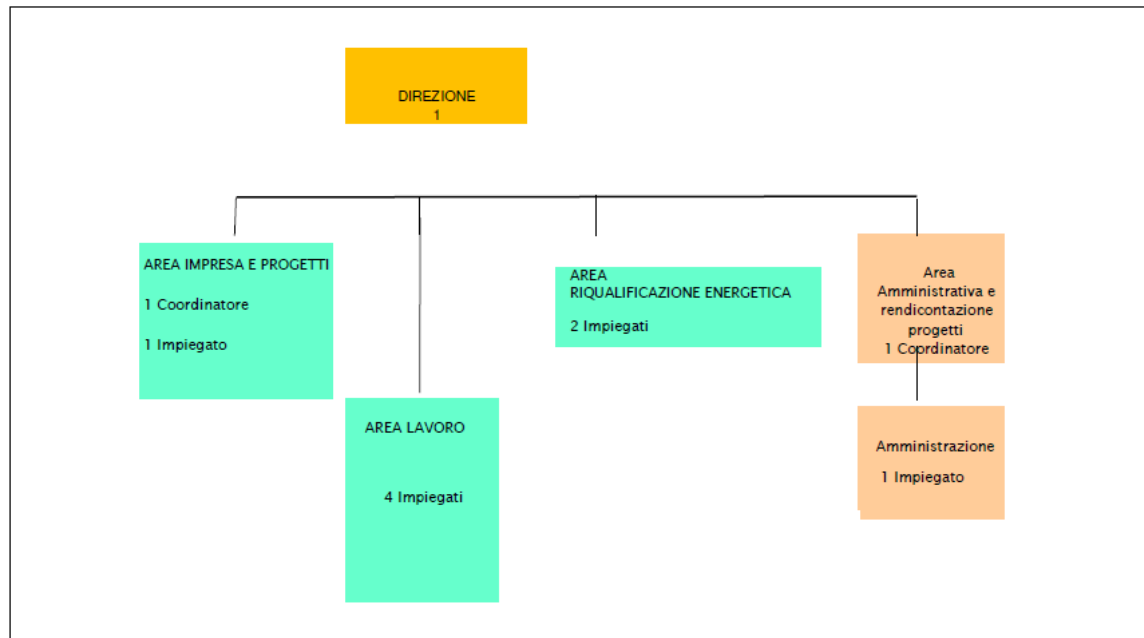 DIREZIONE
1
AREA IMPRESA E PROGETTI
1 Coordinatore
1 Impiegato
AREA LAVORO
4 Impiegati
AREA
RIQUALIFICAZIONE ENERGETICA
2 Impiegati
Area
Amministrativa e
rendicontazione
progetti
1 Coordinatore
Amministrazione
1 Impiegato